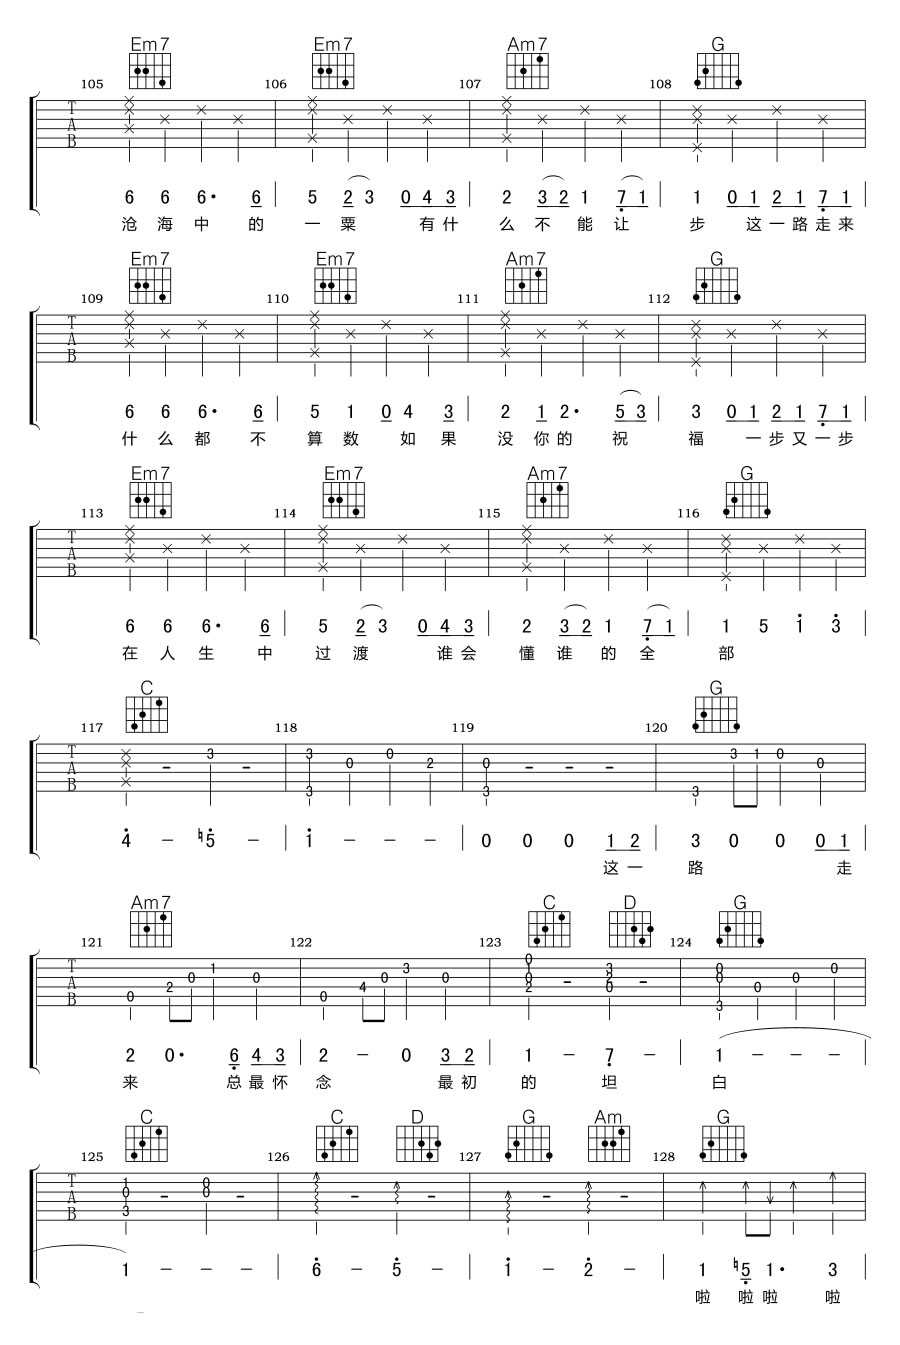 Em7 Em7 Am7 G
105 106 107 108
T A B
6 6 6· 6 5 2 3 0 4 3 2 3 2 1 7 1 1 0 1 2 1 7 1
沧 海 中 的 一 粟 有 什 么 不 能 让 步 这 一 路 走 来
Em7 Em7 Am7 G
109 110 111 112
T A B
6 6 6· 6 5 1 0 4 3 2 1 2· 5 3 3 0 1 2 1 7 1
什 么 都 不 算 数 如 果 没 你 的 祝 福 一 步 又 一 步
Em7 Em7 Am7 G
113 114 115 116
T A B
6 6 6· 6 5 2 3 0 4 3 2 3 2 1 7 1 1 5 1 3
在 人 生 中 过 渡 谁 会 懂 谁 的 全 部
C G
117 118 119 120
T A B
3 3 3 0 0 2 0 3 3 3 1 0 0
4 – ♮5 – 1 – – – 0 0 0 1 2 3 0 0 0 1
这 一 路 走
Am7 C D G
121 122 123 124
T A B
0 2 0 1 0 0 4 0 3 0 0 1 0 2 3 2 0 0 0 3 0 0 0
2 0· 6 4 3 2 – 0 3 2 1 – 7 – 1 – – –
来 总 最 怀 念 最 初 的 坦 白
C C D G Am G
125 126 127 128
T A B
1 0 3 0 0
1 – – – 6 – 5 – 1 – 2 – 1 ♮5 1· 3
啦 啦 啦 啦